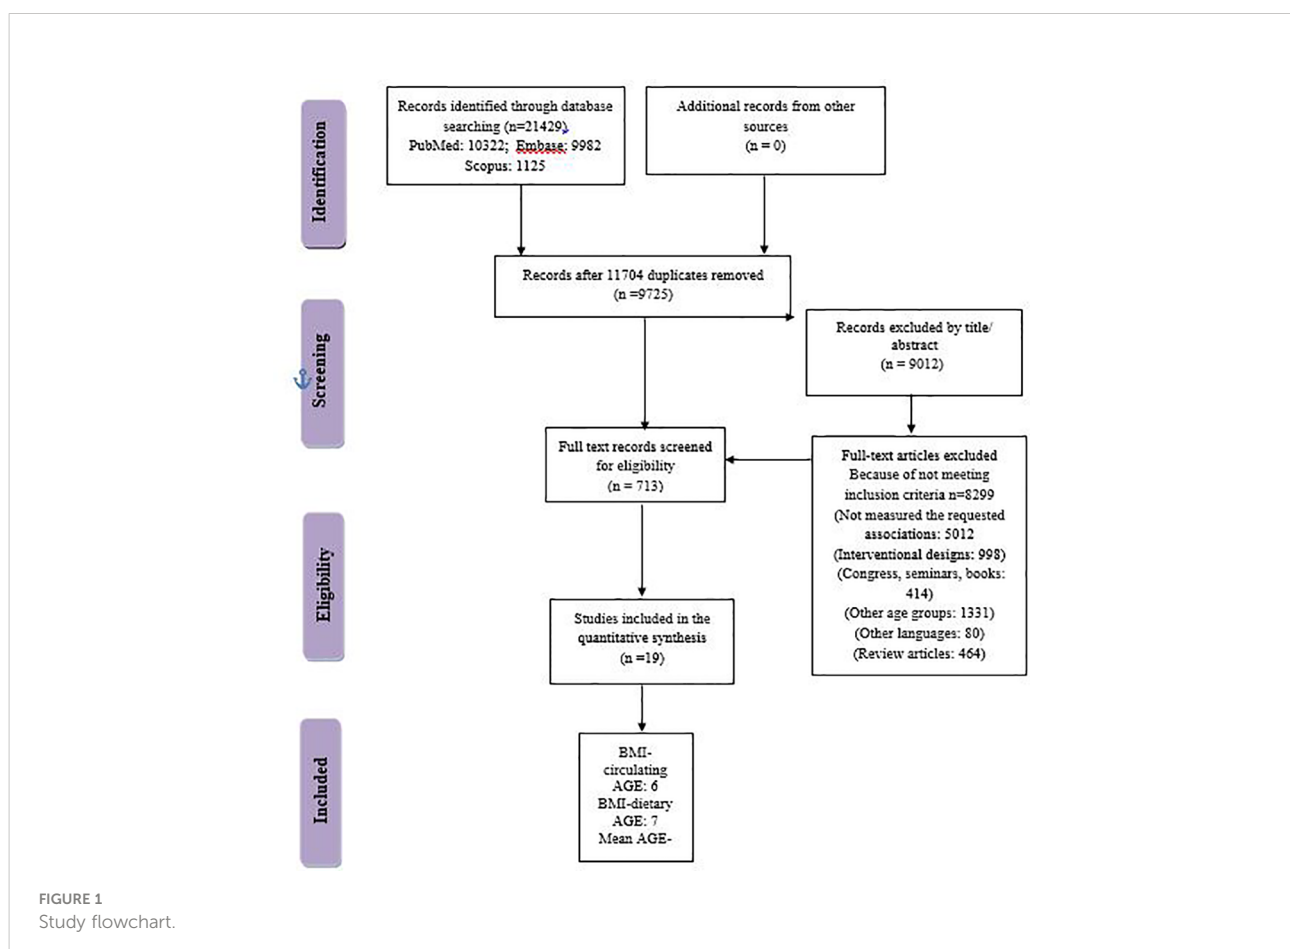 Identification
Records identified through database
searching (n=21429)
PubMed: 10322; Embase: 9982
Scopus: 1125
Additional records from other
sources
(n = 0)
Records after 11704 duplicates removed
(n =9725)
Screening
Records excluded by title/
abstract
(n = 9012)
Full text records screened
for eligibility
(n = 713)
Full-text articles excluded
Because of not meeting
inclusion criteria n=8299
(Not measured the requested
associations: 5012
(Interventional designs: 998)
(Congress, seminars, books:
414)
(Other age groups: 1331)
(Other languages: 80)
(Review articles: 464)
Eligibility
Studies included in the
quantitative synthesis
(n =19)
Included
BMI-
circulating
AGE: 6
BMI-dietary
AGE: 7
Mean AGE-
FIGURE 1
Study flowchart.